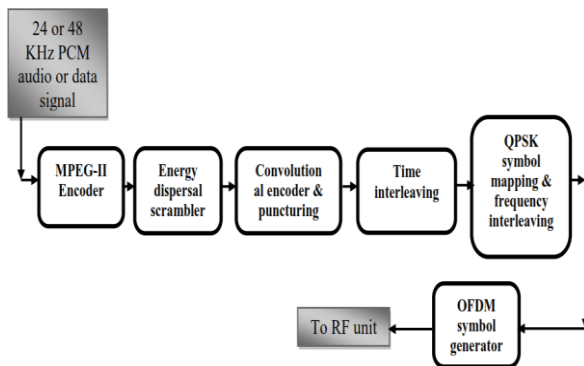 24 or 48
KHz PCM
audio or data
signal
MPEG-II
Encoder
Energy
dispersal
scrambler
Convolution
al encoder &
puncturing
Time
interleaving
QPSK
symbol
mapping &
frequency
interleaving
OFDM
symbol
generator
To RF unit